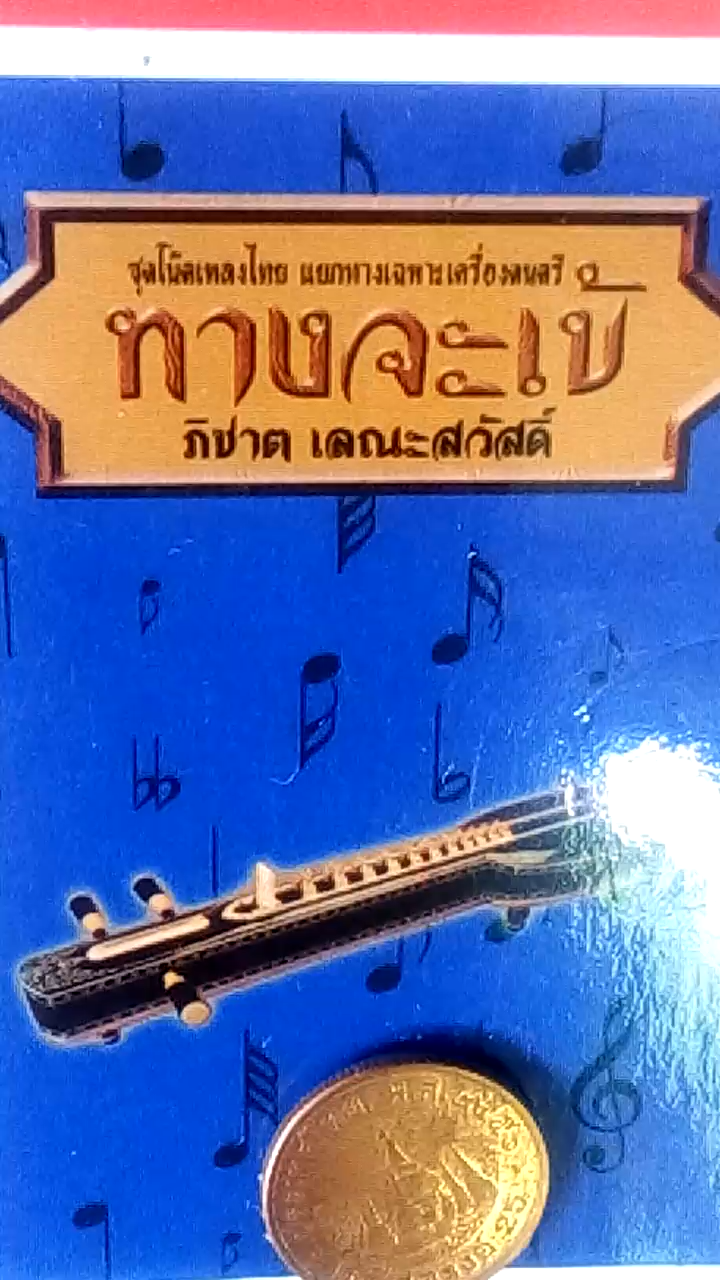 ชุดโน้ตเพลงไทย แยกทางเฉพาะเครื่องดนตรี ๑
ทางจะเข้
ภิชาต เลณะสวัสดิ์